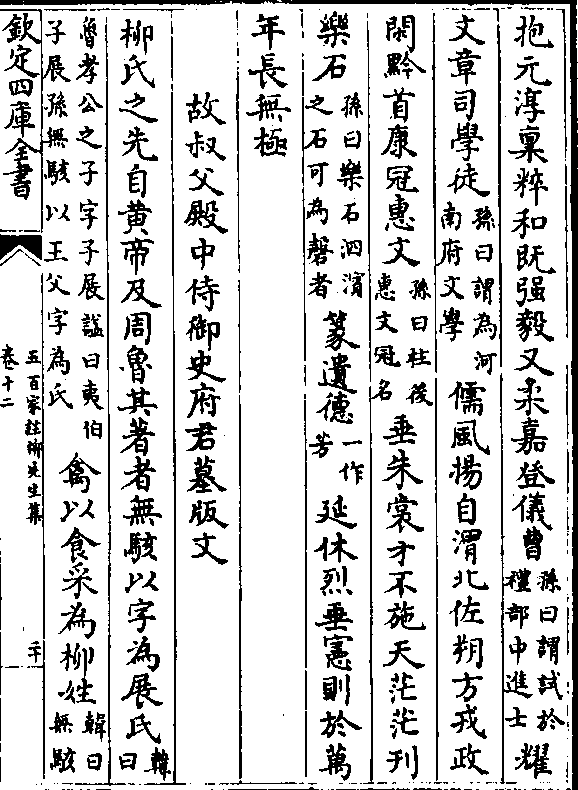 抱元淳稟粹和既强毅又柔嘉登儀曹孫曰謂試於禮部中進士耀
文章司學徒孫曰謂為河南府文學儒風揚自渭北佐朔方戎政
閑黔首康冠惠文孫曰柱後惠文冠名垂朱裳才不施天茫茫刊
樂石孫曰樂石泗濱之石可為磬者篆遺德一作芳延休烈垂憲則於萬
年長無極
故叔父殿中侍御史府君墓版文
柳氏之先自黄帝及周魯其著者無駭以字為展氏韓曰
魯孝公之子字子展諡曰夷伯子展孫無駭以王父字為氏禽以食采為柳姓韓曰無駭
欽定四庫全書
五百家註柳先生集
卷十二
二十